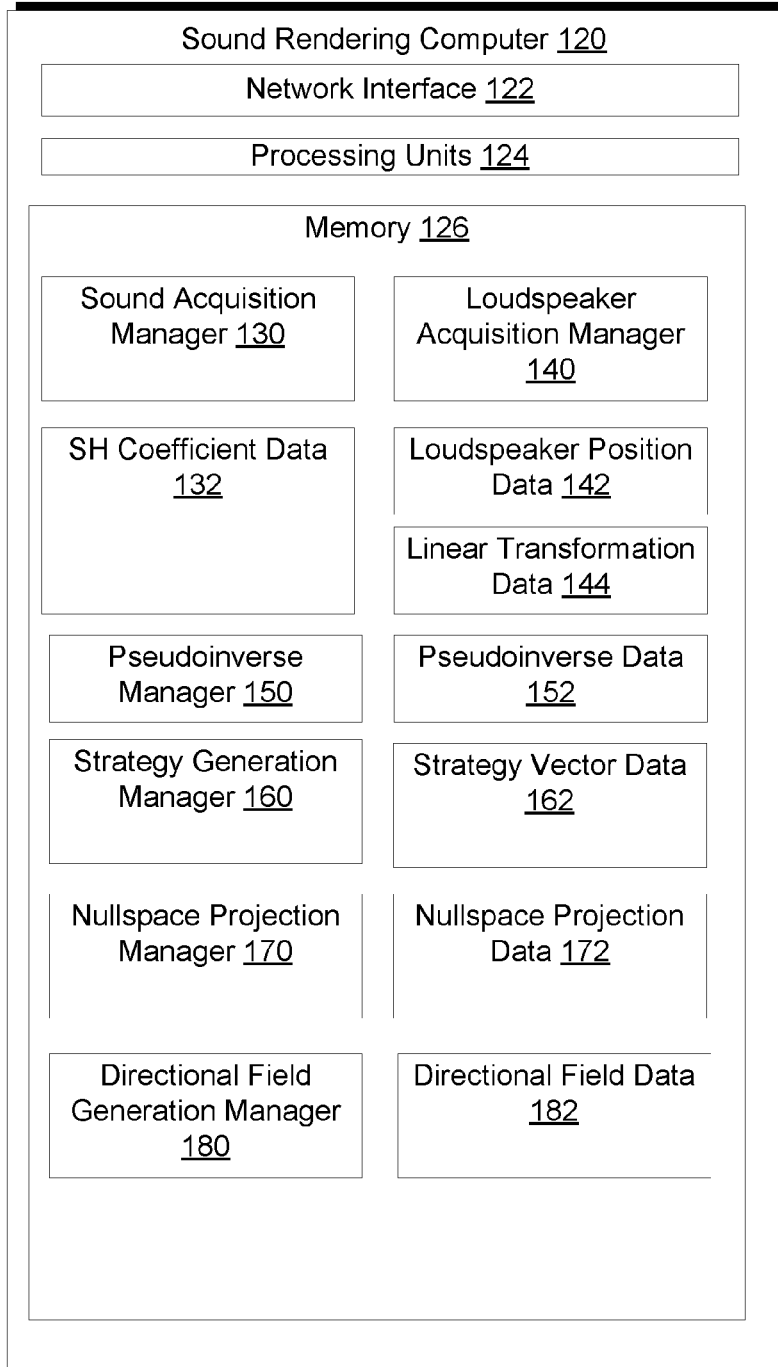 Sound Rendering Computer 120
Network Interface 122
Processing Units 124
Memory 126
Sound Acquisition
Manager 130
Loudspeaker
Acquisition Manager
140
SH Coefficient Data
132
Loudspeaker Position
Data 142
Linear Transformation
Data 144
Pseudoinverse
Manager 150
Pseudoinverse Data
152
Strategy Generation
Manager 160
Strategy Vector Data
162
Nullspace Projection
Manager 170
Nullspace Projection
Data 172
Directional Field
Generation Manager
180
Directional Field Data
182